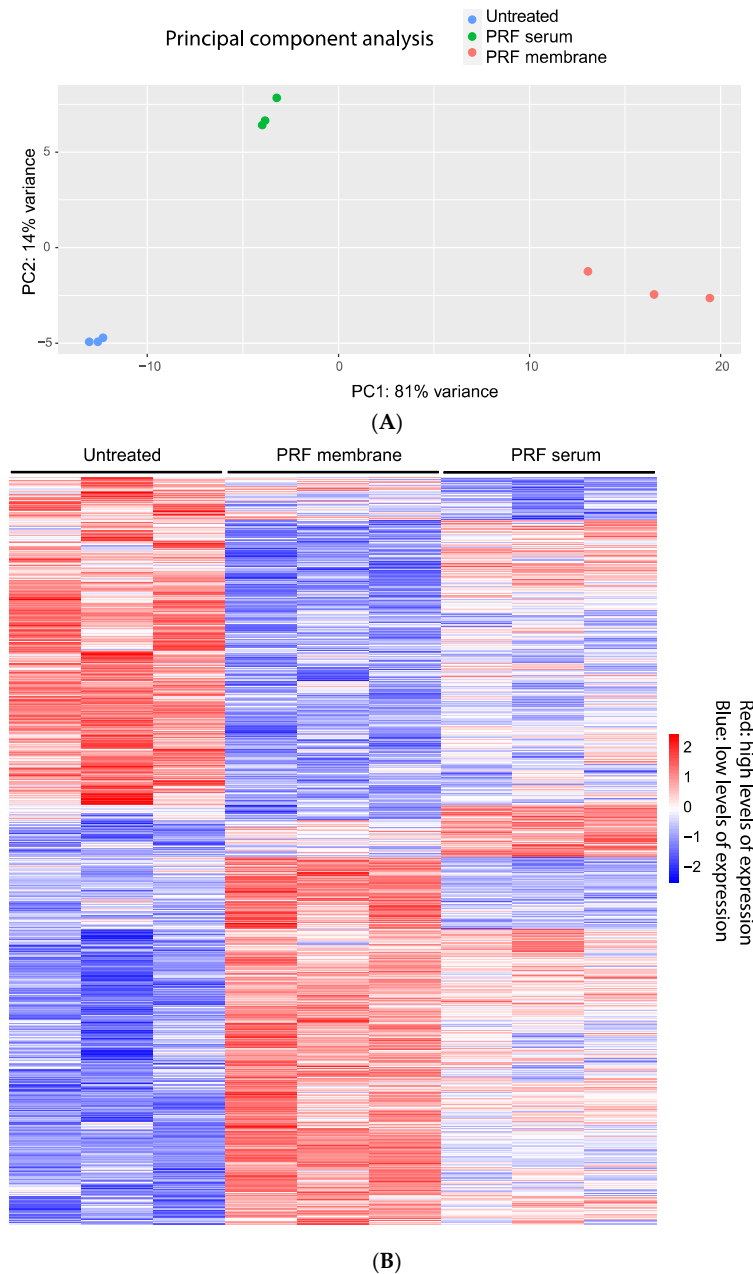 Principal component analysis
Untreated
PRF serum
PRF membrane
PC2: 14% variance
5
0
−5
−10
0
10
20
PC1: 81% variance
(A)
Untreated PRF membrane PRF serum
2
1
0
−1
−2
Red: high levels of expression
Blue: low levels of expression
(B)